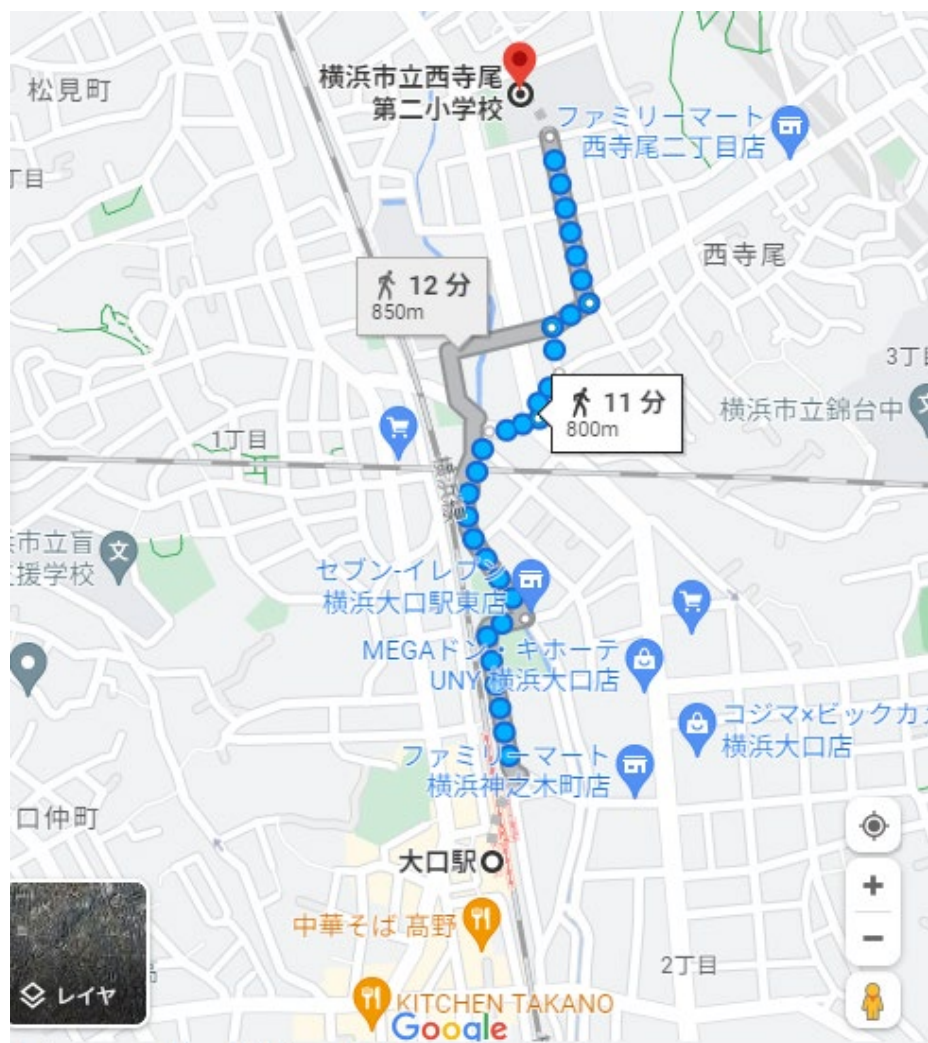 松見町
横浜市立西寺尾
第二小学校
ファミリーマート
西寺尾二丁目店
丁目
西寺尾
12 分
850m
3丁目
11 分
800m
横浜市立錦台中
1丁目
横浜線
市立盲
援学校
セブン-イレブン
横浜大口駅東店
MEGAドン・キホーテ
UNY 横浜大口店
コジマ×ビックカメ
横浜大口店
ファミリーマート
横浜神之木町店
口仲町
大口駅
中華そば 髙野
2丁目
レイヤ
KITCHEN TAKANO
Google